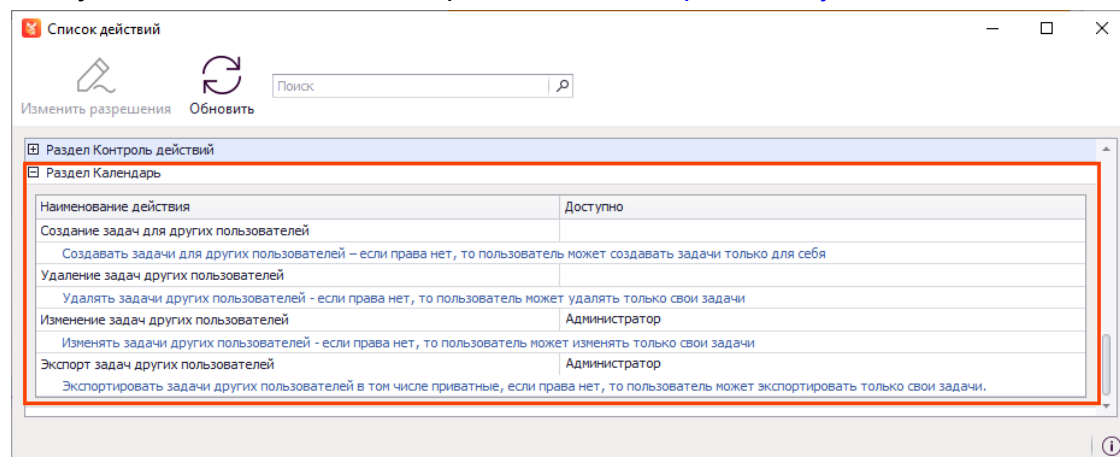 Список действий
Изменить разрешения
Обновить
Поиск
Раздел Контроль действий
Раздел Календарь
Наименование действия Доступно
Создание задач для других пользователей
Создавать задачи для других пользователей – если права нет, то пользователь может создавать задачи только для себя
Удаление задач других пользователей
Удалять задачи других пользователей - если права нет, то пользователь может удалять только свои задачи
Изменение задач других пользователей Администратор
Изменять задачи других пользователей - если права нет, то пользователь может изменять только свои задачи
Экспорт задач других пользователей Администратор
Экспортировать задачи других пользователей в том числе приватные, если права нет, то пользователь может экспортировать только свои задачи.